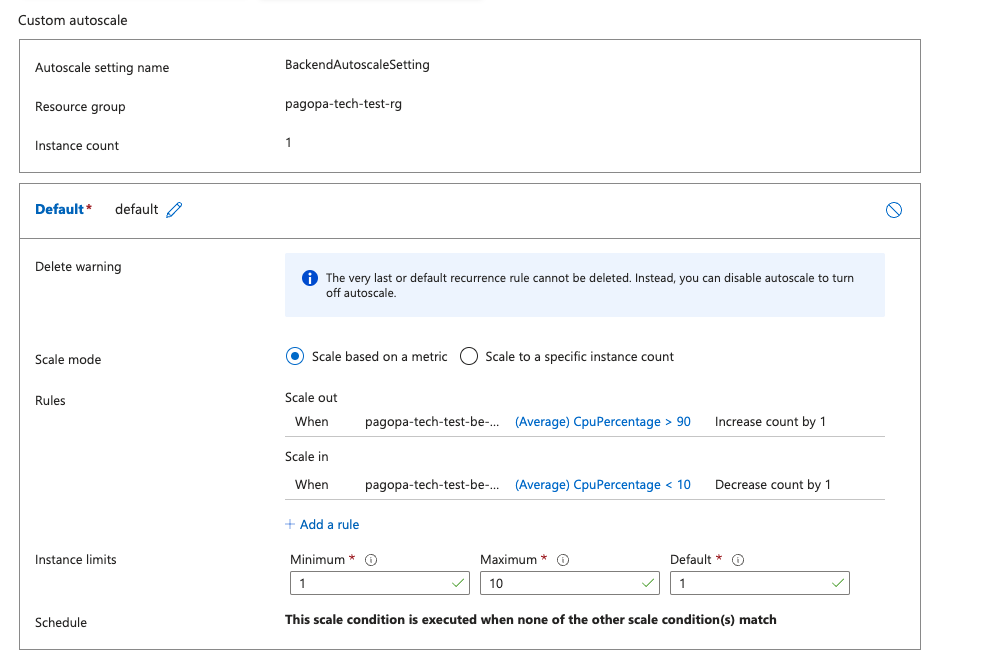 Custom autoscale
Autoscale setting name BackendAutoscaleSetting
Resource group pagopa-tech-test-rg
Instance count 1
Default* default
Delete warning
The very last or default recurrence rule cannot be deleted. Instead, you can disable autoscale to turn
off autoscale.
Scale mode Scale based on a metric Scale to a specific instance count
Rules
Scale out
When pagopa-tech-test-be-... (Average) CpuPercentage > 90 Increase count by 1
Scale in
When pagopa-tech-test-be-... (Average) CpuPercentage < 10 Decrease count by 1
+ Add a rule
Instance limits Minimum * Maximum * Default *
1 10 1
Schedule This scale condition is executed when none of the other scale condition(s) match